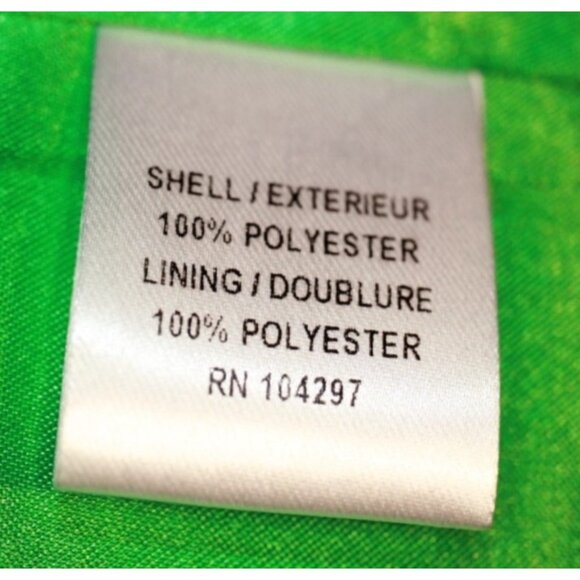 SHELL / EXTERIEUR
100% POLYESTER
LINING / DOUBLURE
100% POLYESTER
RN 104297